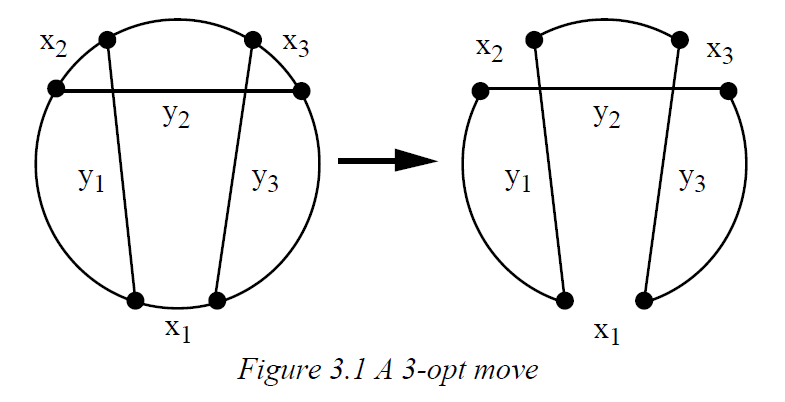 x2 x3 x2 x3
y2 y2
y1 y3 y1 y3
x1 x1
Figure 3.1 A 3-opt move